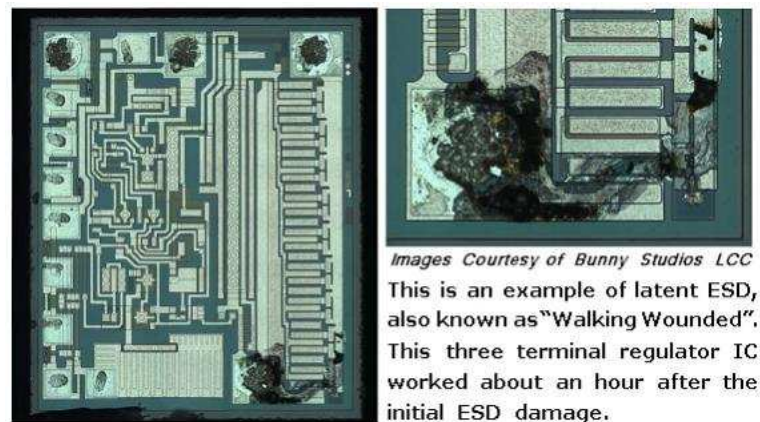 Images Courtesy of Bunny Studios LCC
This is an example of latent ESD,
also known as“Walking Wounded”.
This three terminal regulator IC
worked about an hour after the
initial ESD damage.